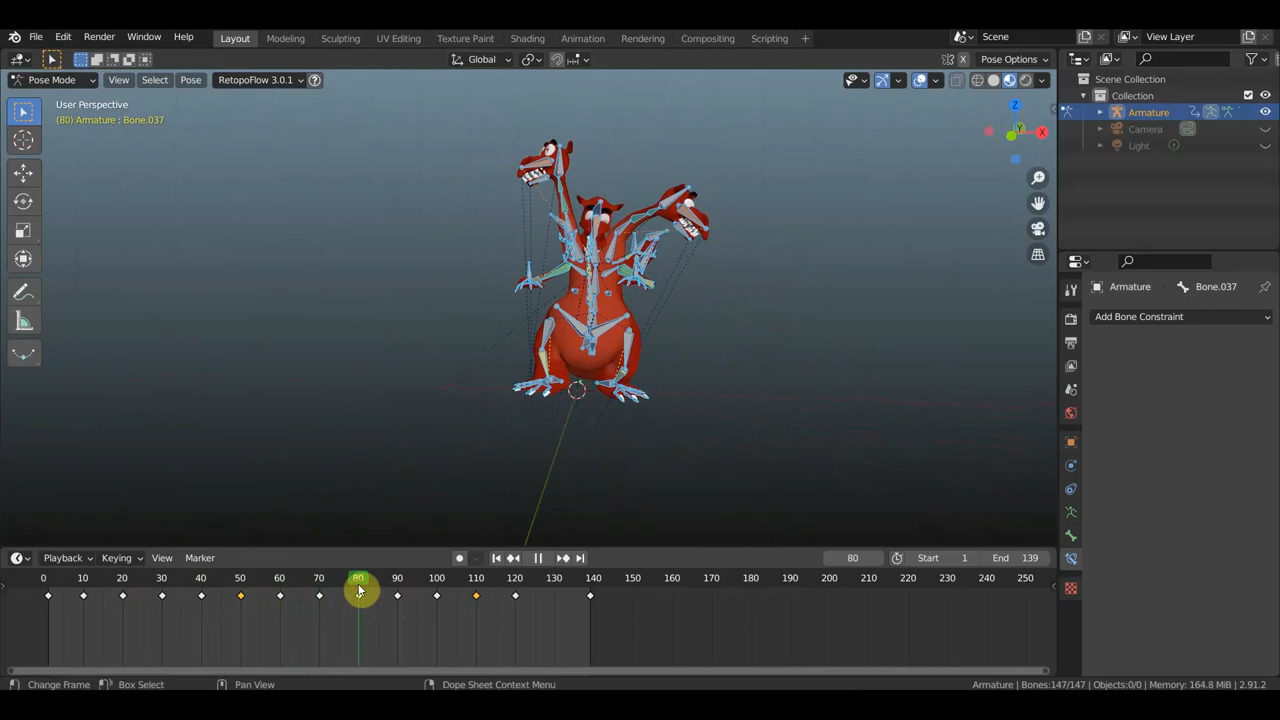 File Edit Render Window Help Layout Modeling Sculpting UV Editing Texture Paint Shading Animation Rendering Compositing Scripting + Scene View Layer
Global X Pose Options
Pose Mode View Select Pose RetopoFlow 3.0.1 ?
Scene Collection
Collection
Armature
Camera
Light
User Perspective
(80) Armature : Bone.037
Z
Y
X
Armature > Bone.037
Add Bone Constraint
Playback Keying View Marker 80 Start 1 End 139
0 10 20 30 40 50 60 70 80 90 100 110 120 130 140 150 160 170 180 190 200 210 220 230 240 250
Change Frame Box Select Pan View Dope Sheet Context Menu Armature | Bones:147/147 | Objects:0/0 | Memory: 164.8 MiB | 2.91.2